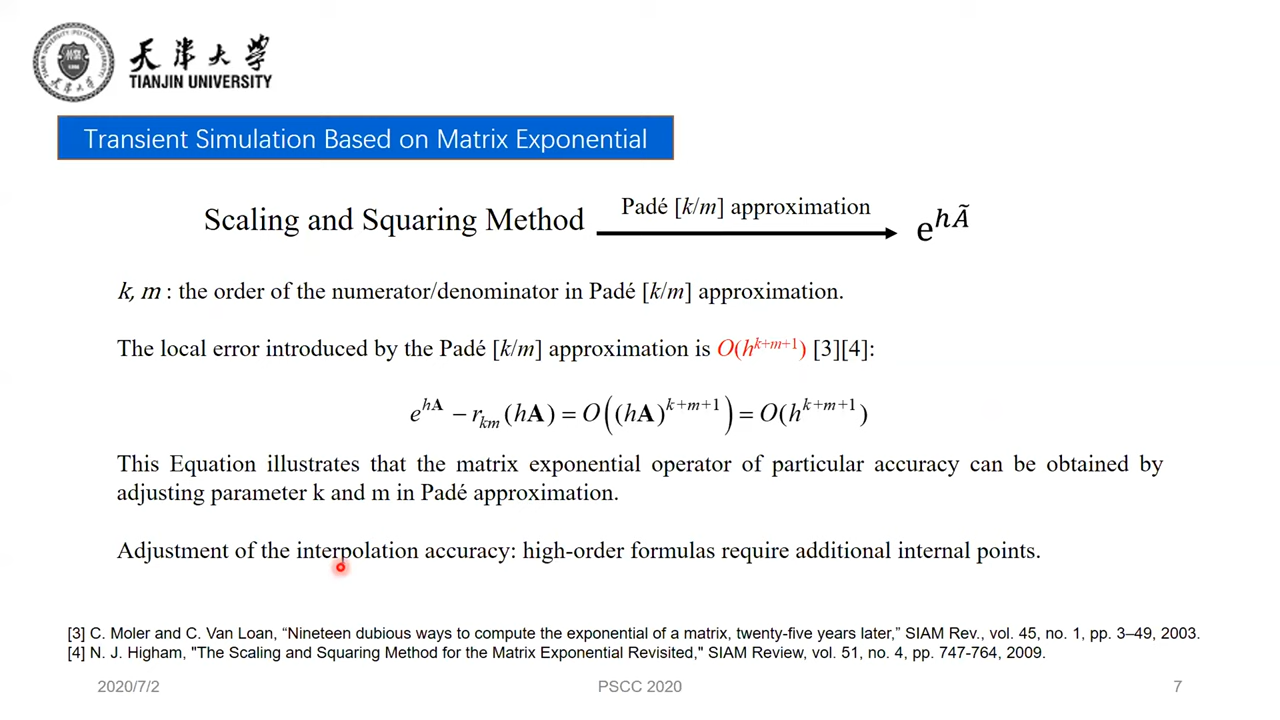 天津大学
TIANJIN UNIVERSITY
Transient Simulation Based on Matrix Exponential
Scaling and Squaring Method
Padé [k/m] approximation
e^{hÃ}
k, m : the order of the numerator/denominator in Padé [k/m] approximation.
The local error introduced by the Padé [k/m] approximation is O(h^{k+m+1}) [3][4]:
e^{hA} − r_{km}(hA) = O((hA)^{k+m+1}) = O(h^{k+m+1})
This Equation illustrates that the matrix exponential operator of particular accuracy can be obtained by
adjusting parameter k and m in Padé approximation.
Adjustment of the interpolation accuracy: high-order formulas require additional internal points.
[3] C. Moler and C. Van Loan, “Nineteen dubious ways to compute the exponential of a matrix, twenty-five years later,” SIAM Rev., vol. 45, no. 1, pp. 3–49, 2003.
[4] N. J. Higham, "The Scaling and Squaring Method for the Matrix Exponential Revisited," SIAM Review, vol. 51, no. 4, pp. 747-764, 2009.
2020/7/2
PSCC 2020
7